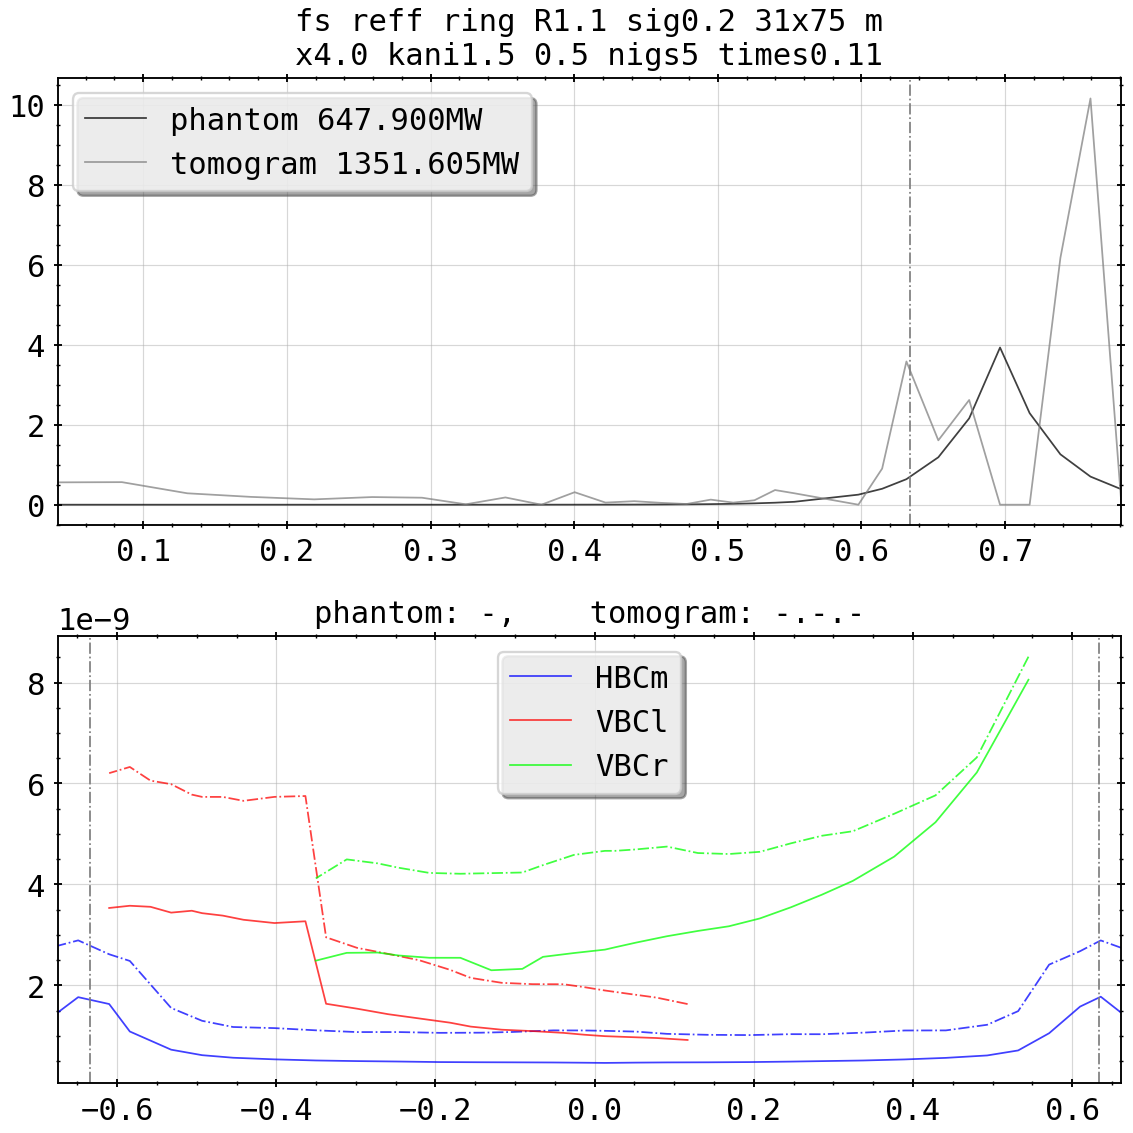 fs reff ring R1.1 sig0.2 31x75 m
x4.0 kani1.5 0.5 nigs5 times0.11
phantom 647.900MW
tomogram 1351.605MW
10
8
6
4
2
0
0.1 0.2 0.3 0.4 0.5 0.6 0.7
1e−9
phantom: -, tomogram: -.-.-
HBCm
VBCl
VBCr
8
6
4
2
−0.6 −0.4 −0.2 0.0 0.2 0.4 0.6